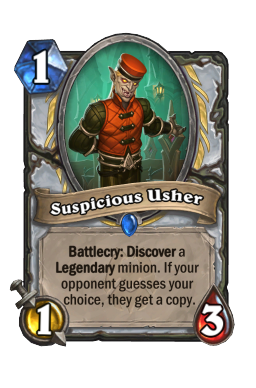 1
Suspicious Usher
Battlecry: Discover a
Legendary minion. If your
opponent guesses your
choice, they get a copy.
1
3